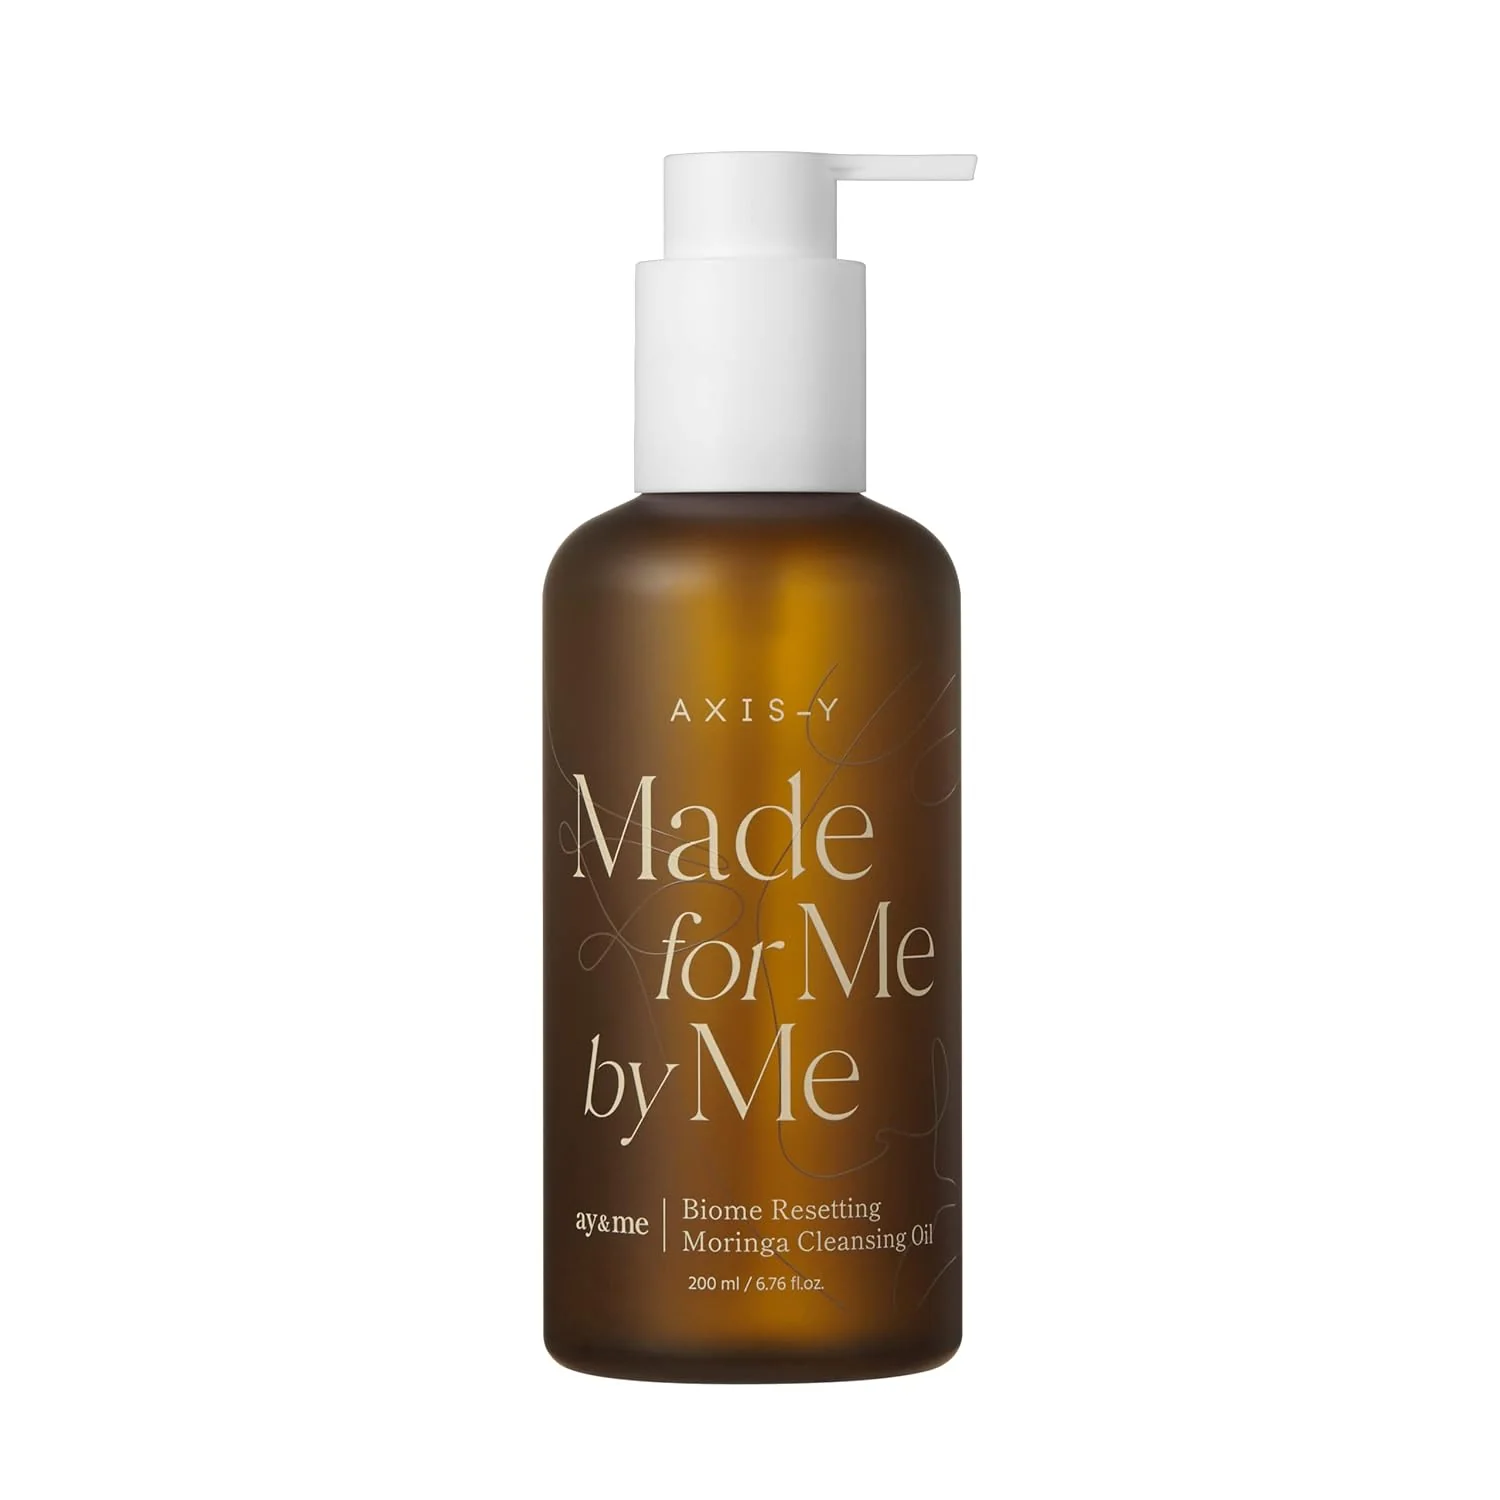 AXIS-Y
Made
for Me
by Me
ay&me
Biome Resetting
Moringa Cleansing Oil
200 ml / 6.76 fl.oz.